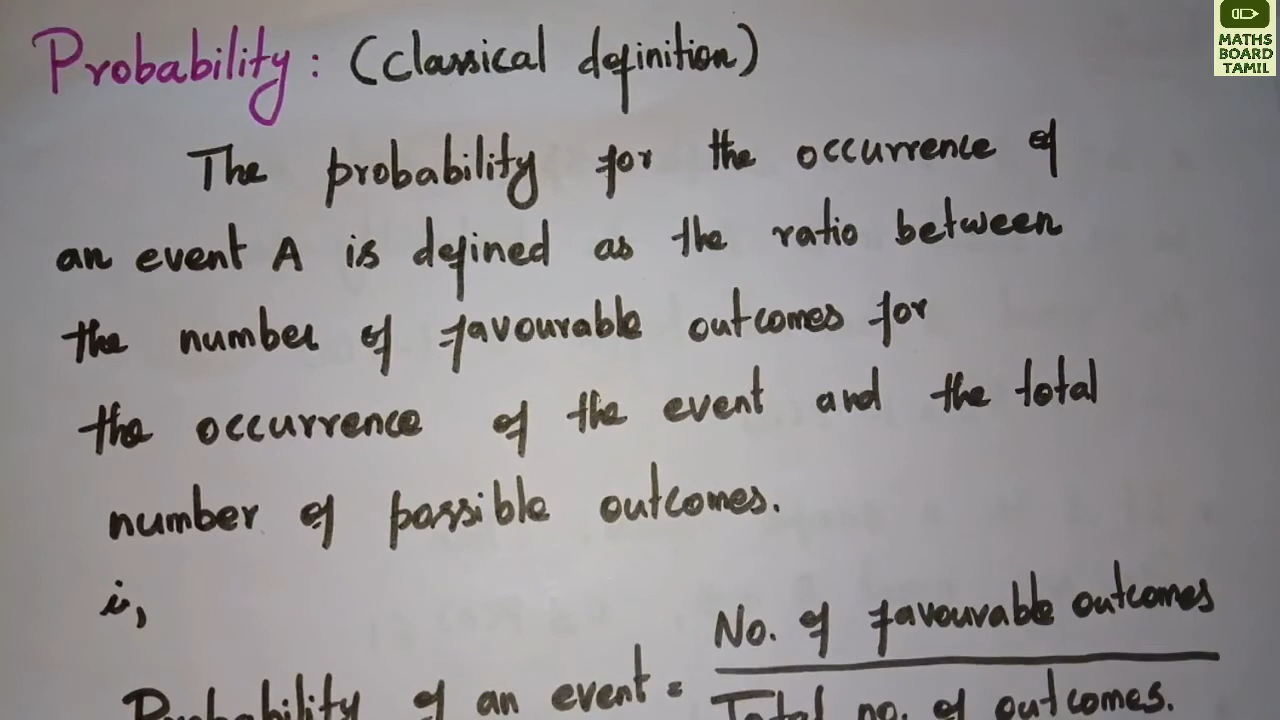 Probability: (classical definition)
The probability for the occurrence of
an event A is defined as the ratio between
the number of favourable outcomes for
the occurrence of the event and the total
number of possible outcomes.
ie,
No. of favourable outcomes
Probability of an event =
Total no. of outcomes.
MATHS
BOARD
TAMIL